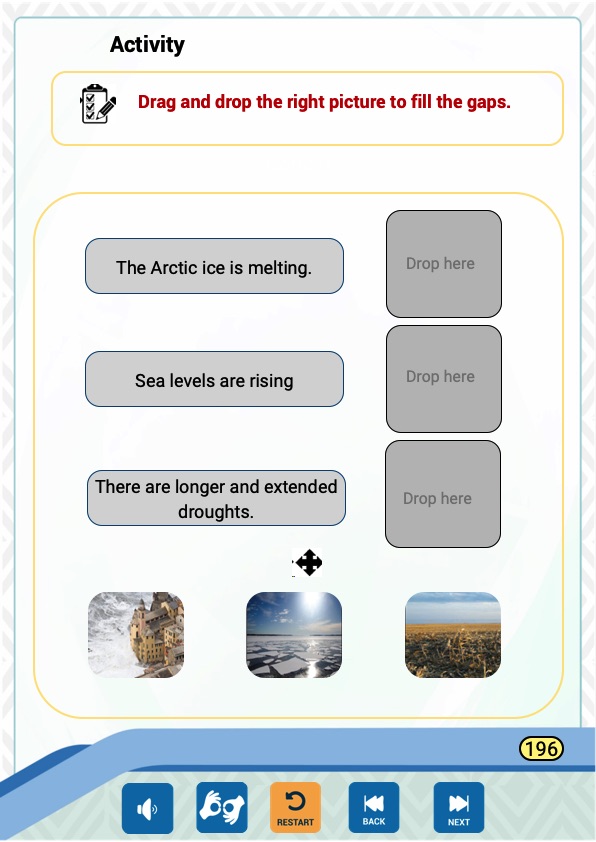 Activity
Drag and drop the right picture to fill the gaps.
The Arctic ice is melting.
Drop here
Sea levels are rising
Drop here
There are longer and extended
droughts.
Drop here
196
RESTART
BACK
NEXT